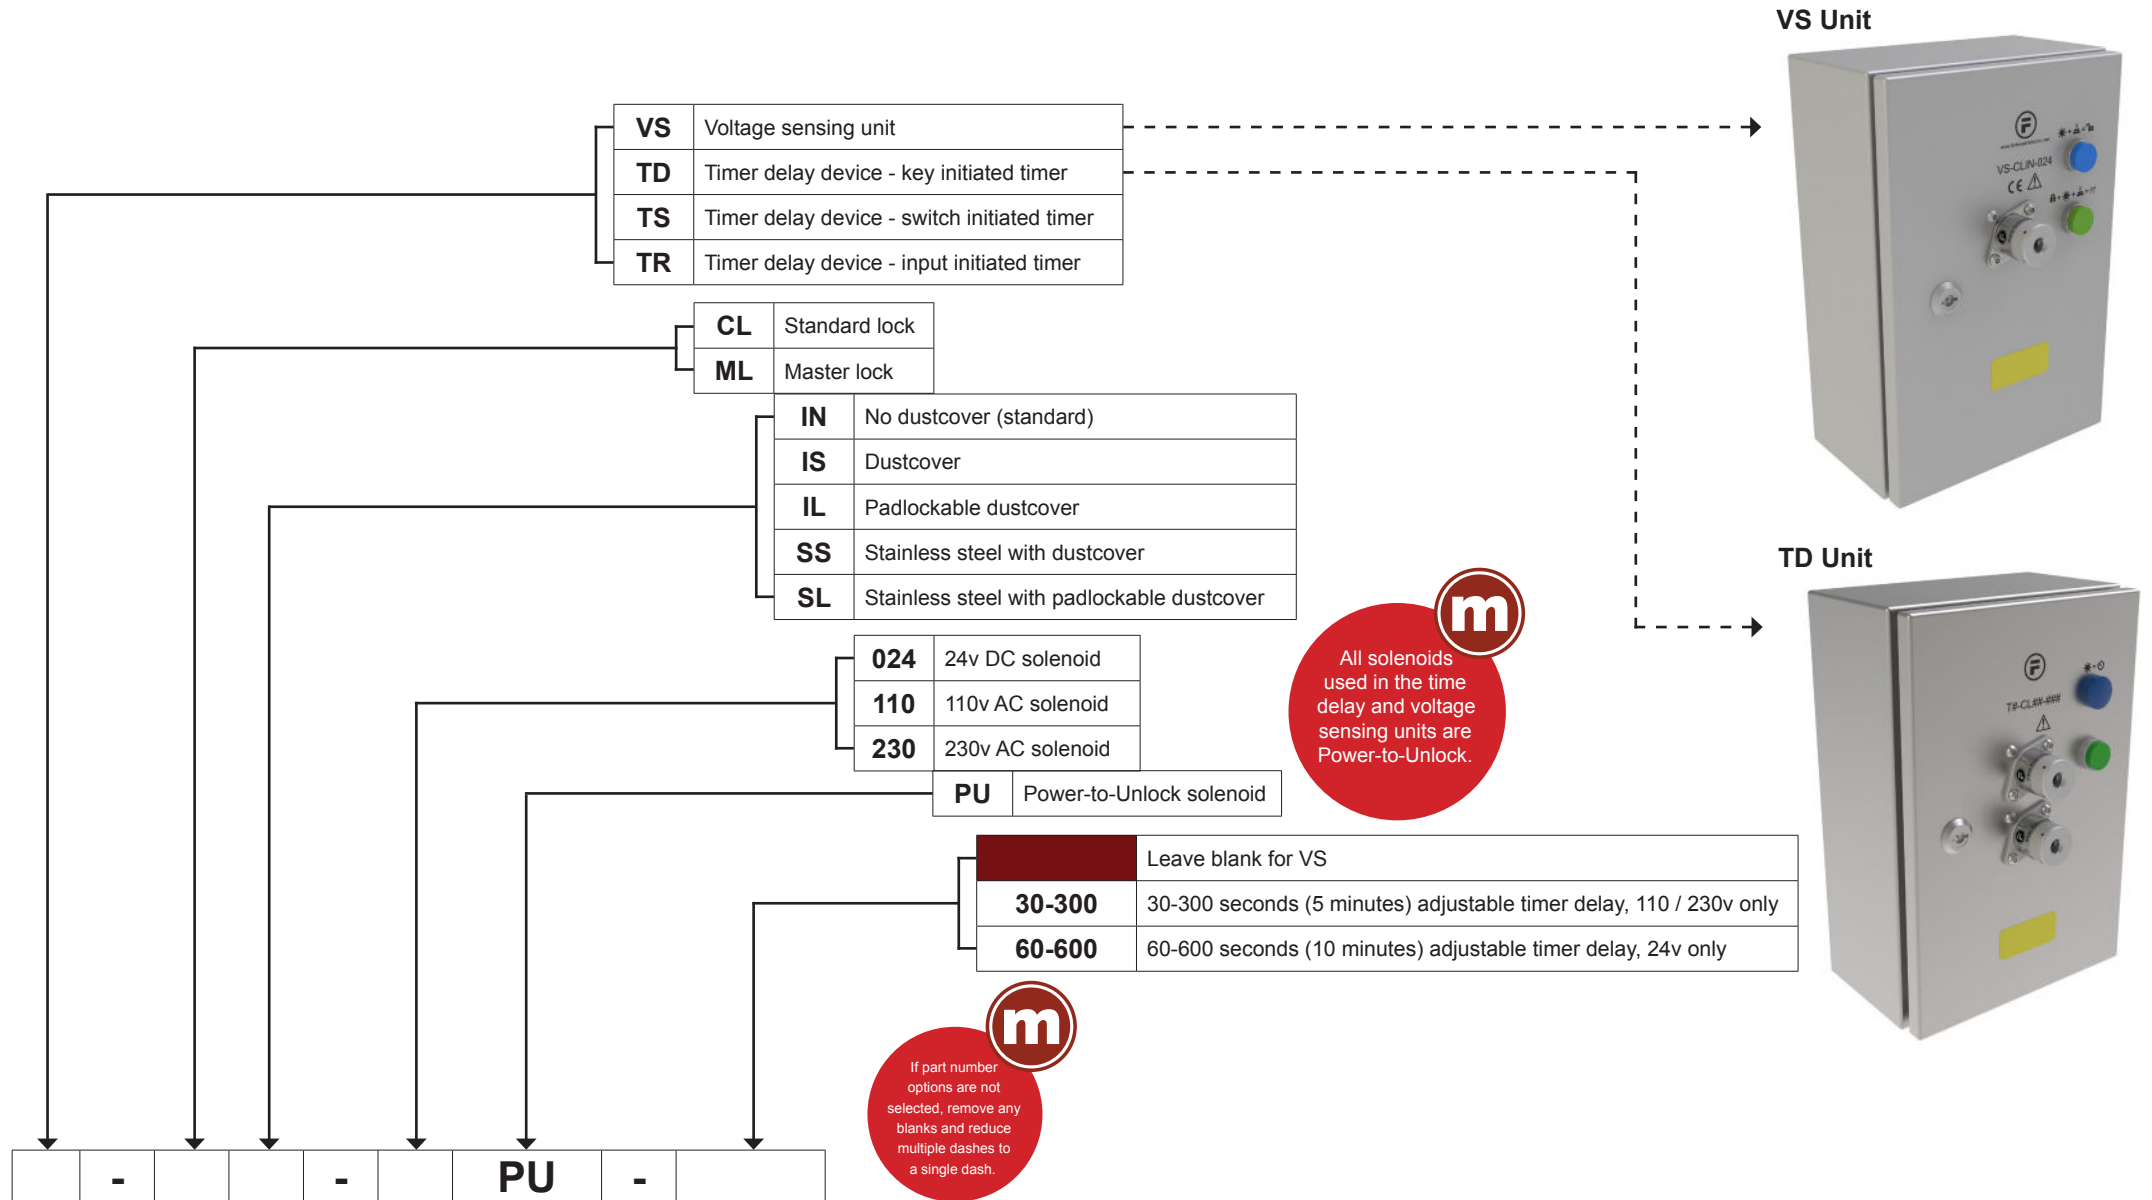 VS Unit
VS Voltage sensing unit
TD Timer delay device - key initiated timer
TS Timer delay device - switch initiated timer
TR Timer delay device - input initiated timer
VS-CLIN-024
CE
CL Standard lock
ML Master lock
IN No dustcover (standard)
IS Dustcover
IL Padlockable dustcover
SS Stainless steel with dustcover
SL Stainless steel with padlockable dustcover
TD Unit
T#-CL##-###
024 24v DC solenoid
110 110v AC solenoid
230 230v AC solenoid
PU Power-to-Unlock solenoid
m
All solenoids
used in the time
delay and voltage
sensing units are
Power-to-Unlock.
Leave blank for VS
30-300 30-300 seconds (5 minutes) adjustable timer delay, 110 / 230v only
60-600 60-600 seconds (10 minutes) adjustable timer delay, 24v only
m
If part number
options are not
selected, remove any
blanks and reduce
multiple dashes to
a single dash.
- - PU -